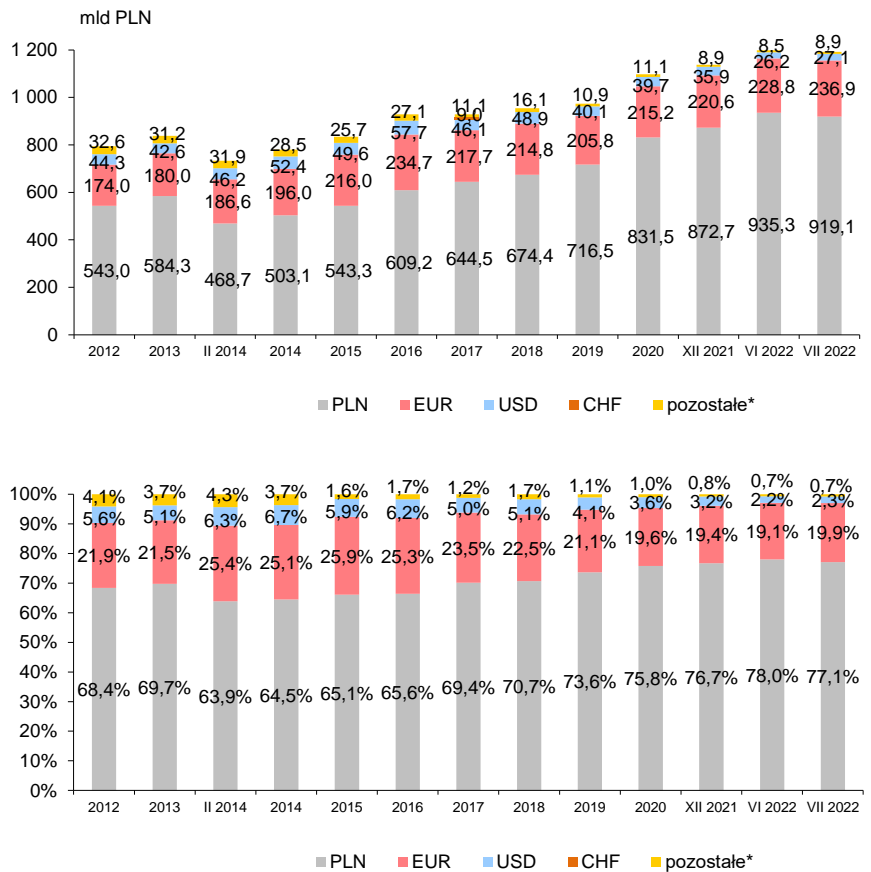 mld PLN
1 200
1 000
800
600
400
200
0
32,6 31,2 31,9 28,5 25,7 27,1 11,1 16,1 10,9 11,1 8,9 8,5 8,9
9,0
44,3 42,6 46,2 52,4 49,6 57,7 46,1 48,9 40,1 39,7 35,9 26,2 27,1
174,0 180,0 186,6 196,0 216,0 234,7 217,7 214,8 205,8 215,2 220,6 228,8 236,9
543,0 584,3 468,7 503,1 543,3 609,2 644,5 674,4 716,5 831,5 872,7 935,3 919,1
2012 2013 II 2014 2014 2015 2016 2017 2018 2019 2020 XII 2021 VI 2022 VII 2022
PLN EUR USD CHF pozostałe*
100%
90%
80%
70%
60%
50%
40%
30%
20%
10%
0%
4,1% 3,7% 4,3% 3,7% 1,6% 1,7% 1,2% 1,7% 1,1% 1,0% 0,8% 0,7% 0,7%
5,6% 5,1% 6,3% 6,7% 5,9% 6,2% 5,0% 5,1% 4,1% 3,6% 3,2% 2,2% 2,3%
21,9% 21,5% 25,4% 25,1% 25,9% 25,3% 23,5% 22,5% 21,1% 19,6% 19,4% 19,1% 19,9%
68,4% 69,7% 63,9% 64,5% 65,1% 65,6% 69,4% 70,7% 73,6% 75,8% 76,7% 78,0% 77,1%
2012 2013 II 2014 2014 2015 2016 2017 2018 2019 2020 XII 2021 VI 2022 VII 2022
PLN EUR USD CHF pozostałe*